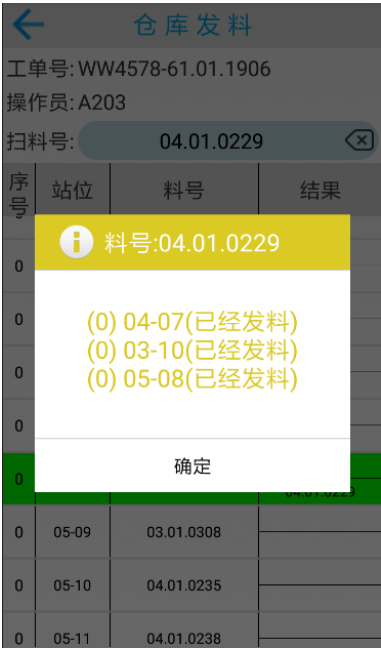 仓库发料
工单号: WW4578-61.01.1906
操作员: A203
扫料号: 04.01.0229
序号 站位 料号 结果
料号:04.01.0229
0
0
(0) 04-07(已经发料)
(0) 03-10(已经发料)
0
(0) 05-08(已经发料)
0
确定
0
04.01.0229
0 05-09 03.01.0308
0 05-10 04.01.0235
0 05-11 04.01.0238